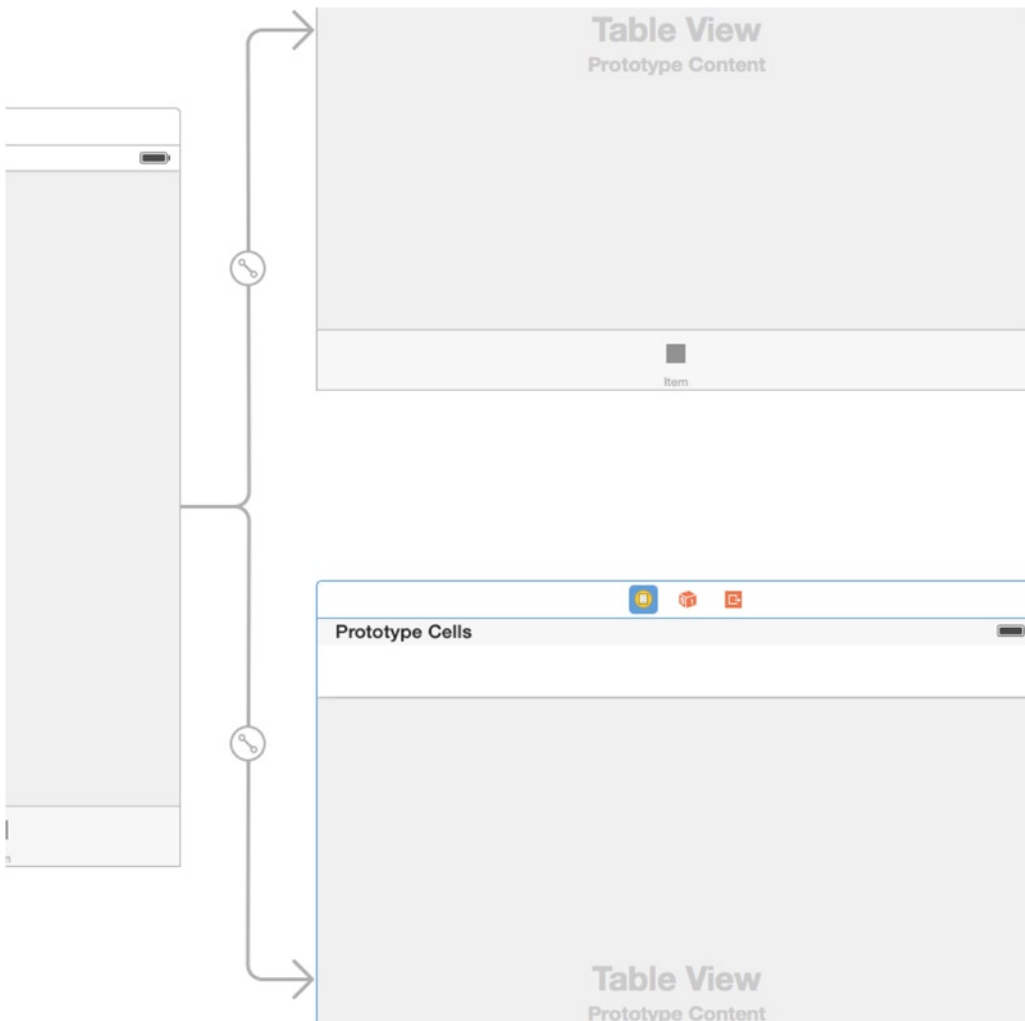 Table View
Prototype Content
Item
Prototype Cells
Table View
Prototype Content